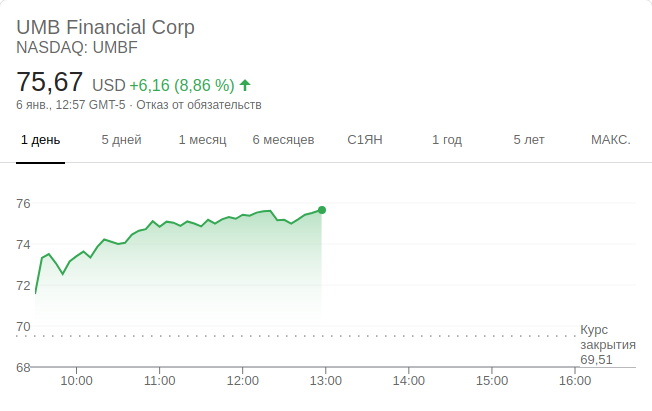 UMB Financial Corp
NASDAQ: UMBF
75,67 USD +6,16 (8,86 %)
6 янв., 12:57 GMT-5 · Отказ от обязательств
1 день 5 дней 1 месяц 6 месяцев С1ЯН 1 год 5 лет МАКС.
76
74
72
70
Курс
закрытия
69,51
68
10:00 11:00 12:00 13:00 14:00 15:00 16:00